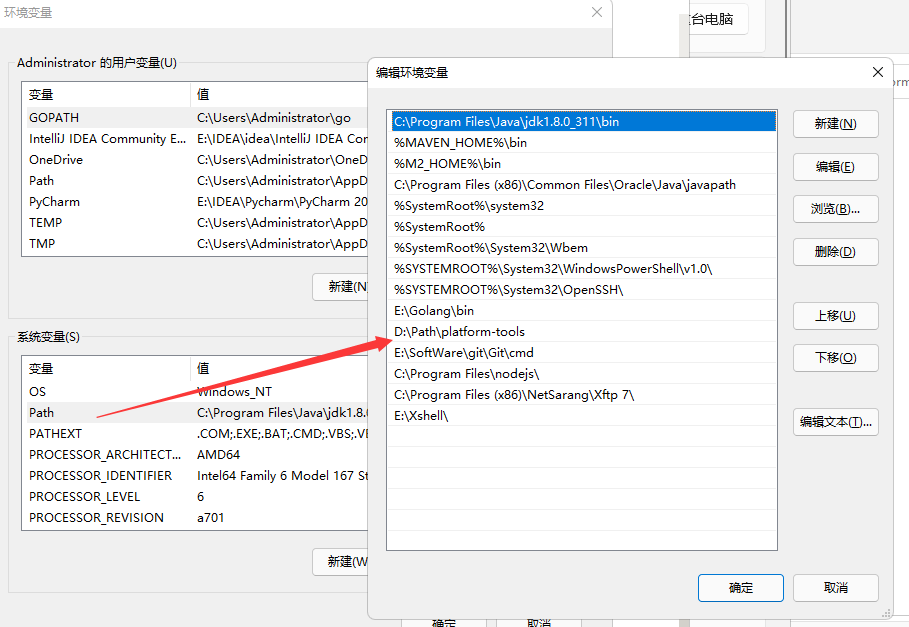 环境变量
台电脑
Administrator 的用户变量(U)
变量 值
GOPATH C:\Users\Administrator\go
IntelliJ IDEA Community E... E:\IDEA\idea\IntelliJ IDEA Cor
OneDrive C:\Users\Administrator\OneD
Path C:\Users\Administrator\AppD
PyCharm E:\IDEA\Pycharm\PyCharm 20
TEMP C:\Users\Administrator\AppD
TMP C:\Users\Administrator\AppD
新建(N
系统变量(S)
变量 值
OS Windows_NT
Path C:\Program Files\Java\jdk1.8.0
PATHEXT .COM;.EXE;.BAT;.CMD;.VBS;.VE
PROCESSOR_ARCHITECT... AMD64
PROCESSOR_IDENTIFIER Intel64 Family 6 Model 167 St
PROCESSOR_LEVEL 6
PROCESSOR_REVISION a701
新建(W
确定 取消
编辑环境变量
C:\Program Files\Java\jdk1.8.0_311\bin
%MAVEN_HOME%\bin
%M2_HOME%\bin
C:\Program Files (x86)\Common Files\Oracle\Java\javapath
%SystemRoot%\system32
%SystemRoot%
%SystemRoot%\System32\Wbem
%SYSTEMROOT%\System32\WindowsPowerShell\v1.0\
%SYSTEMROOT%\System32\OpenSSH\
E:\Golang\bin
D:\Path\platform-tools
E:\SoftWare\git\Git\cmd
C:\Program Files\nodejs\
C:\Program Files (x86)\NetSarang\Xftp 7\
E:\Xshell\
新建(N)
编辑(E)
浏览(B)...
删除(D)
上移(U)
下移(O)
编辑文本(T)...
确定 取消
orm